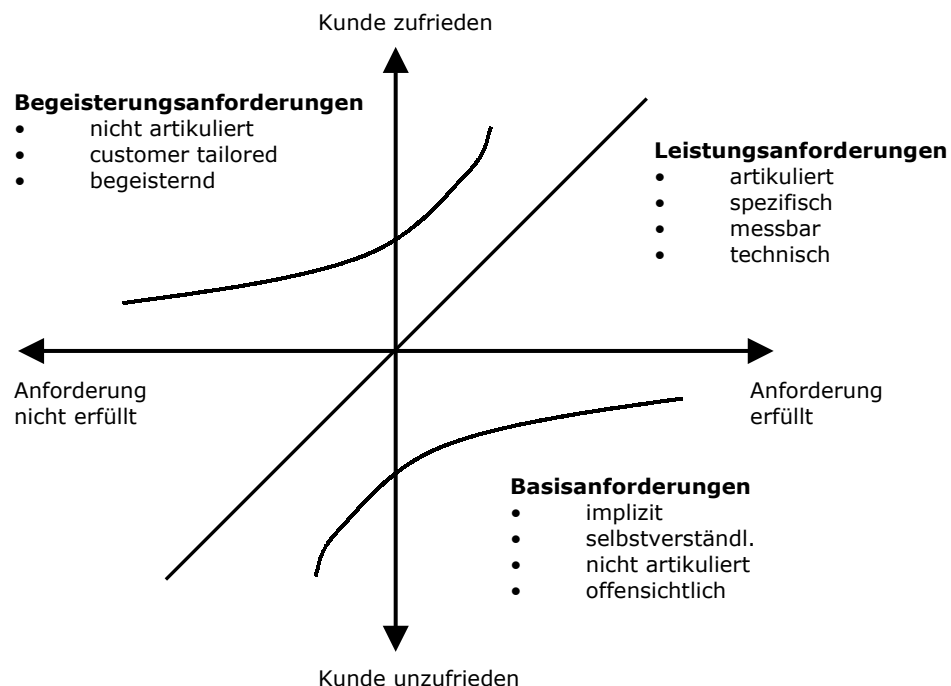 Kunde zufrieden
Begeisterungsanforderungen
• nicht artikuliert
• customer tailored
• begeisternd
Leistungsanforderungen
• artikuliert
• spezifisch
• messbar
• technisch
Anforderung
nicht erfüllt
Anforderung
erfüllt
Basisanforderungen
• implizit
• selbstverständl.
• nicht artikuliert
• offensichtlich
Kunde unzufrieden